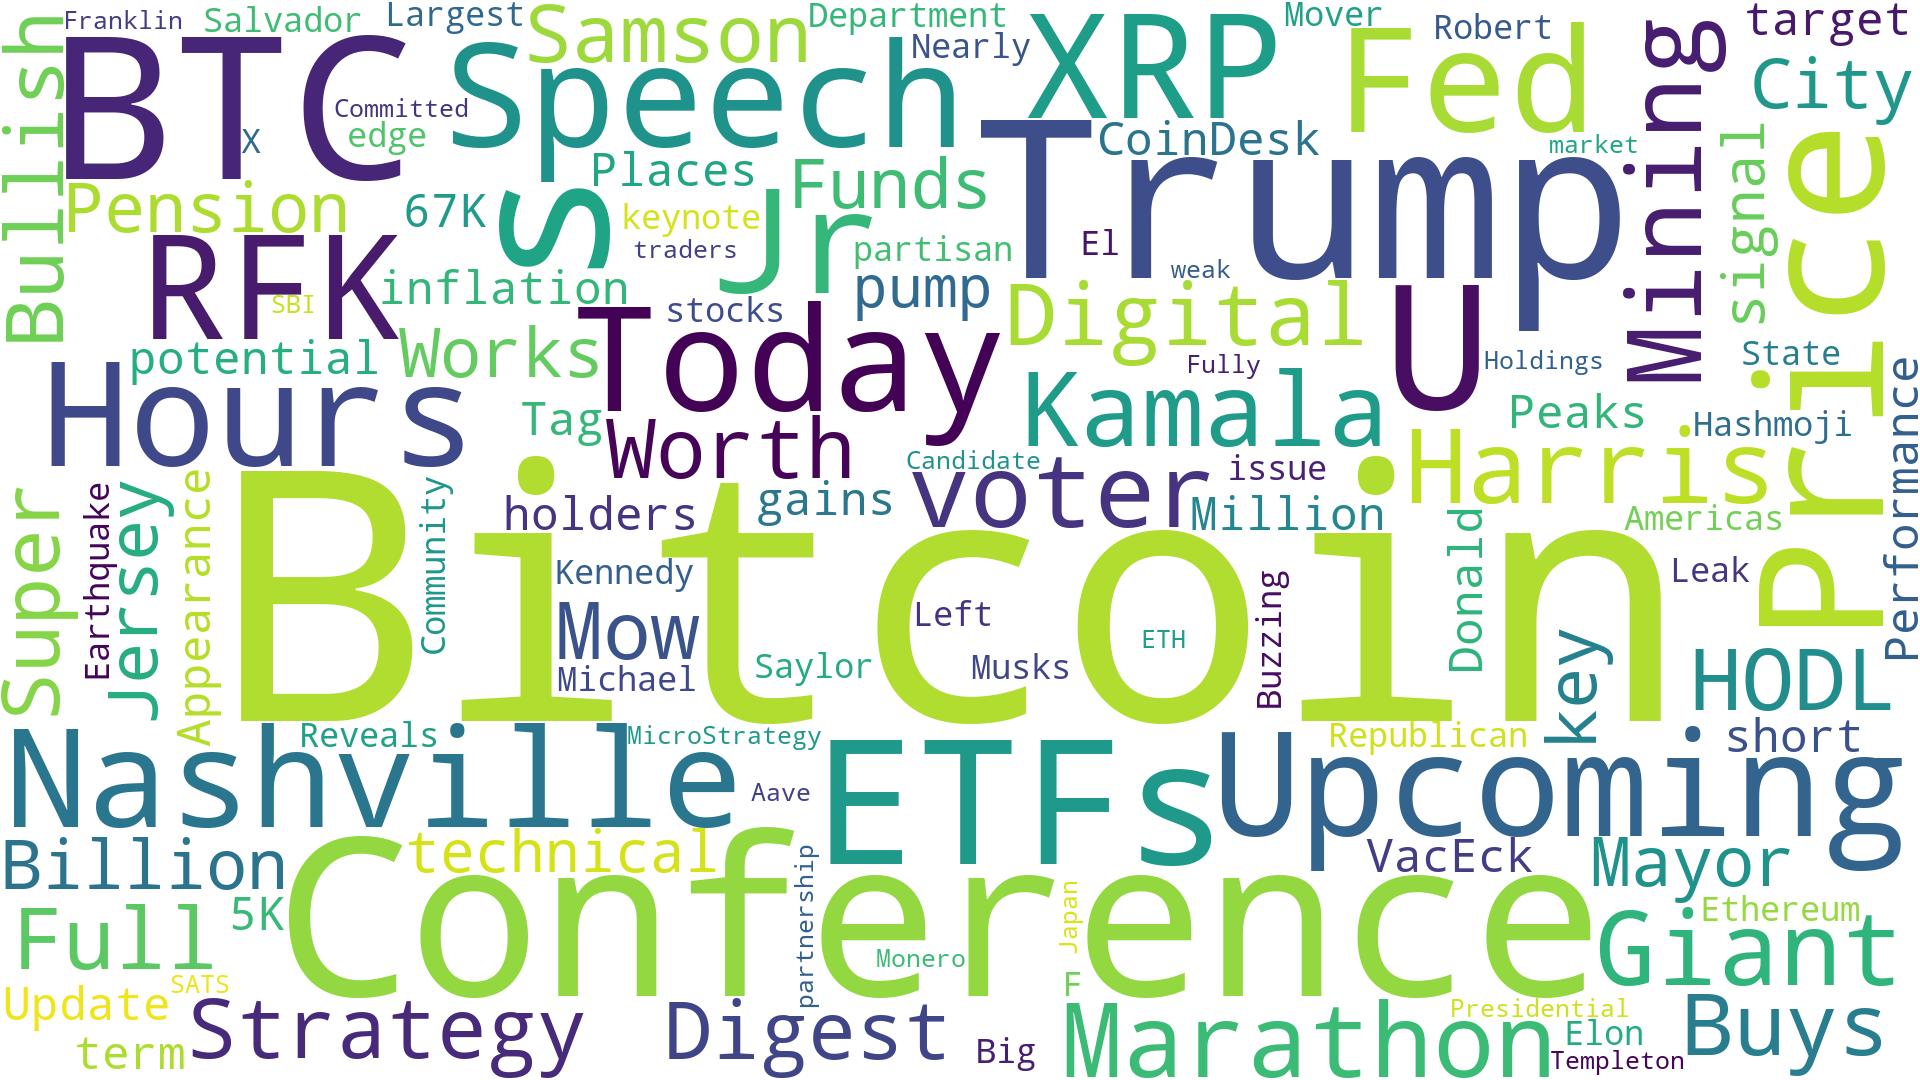 Franklin
Salvador
Largest
Samson
Department
Nearly
XRP
Mover
Fed
Robert
Mining
target
City
Bullish
BTC
X
Committed
edge
Speech
Places
CoinDesk
Trump
market
signal
Price
Pension
67K
S
keynote
traders
Jr
Funds
partisan
El
weak
RFK
SBI
inflation
stocks
pump
Digital
U
Holdings
State
potential
Works
Today
Fully
Kamala
Peaks
Hashmoji
Performance
Hours
Tag
Worth
Candidate
voter
issue
Harris
Super
Earthquake
Jersey
Appearance
Community
holders
gains
Million
Donald
Americas
Bitcoin
Kennedy
Mow
Michael
Saylor
Left
Musks
ETH
Buzzing
Leak
key
HODL
Nashville
Reveals
MicroStrategy
Aave
ETFs
Upcoming
Republican
short
Billion
technical
Conference
VacEck
Mayor
Full
5K
partnership
Monero
Japan
F
Ethereum
Giant
Update
SATS
term
Strategy
Digest
Big
Marathon
Presidential
Elon
Templeton
Buys